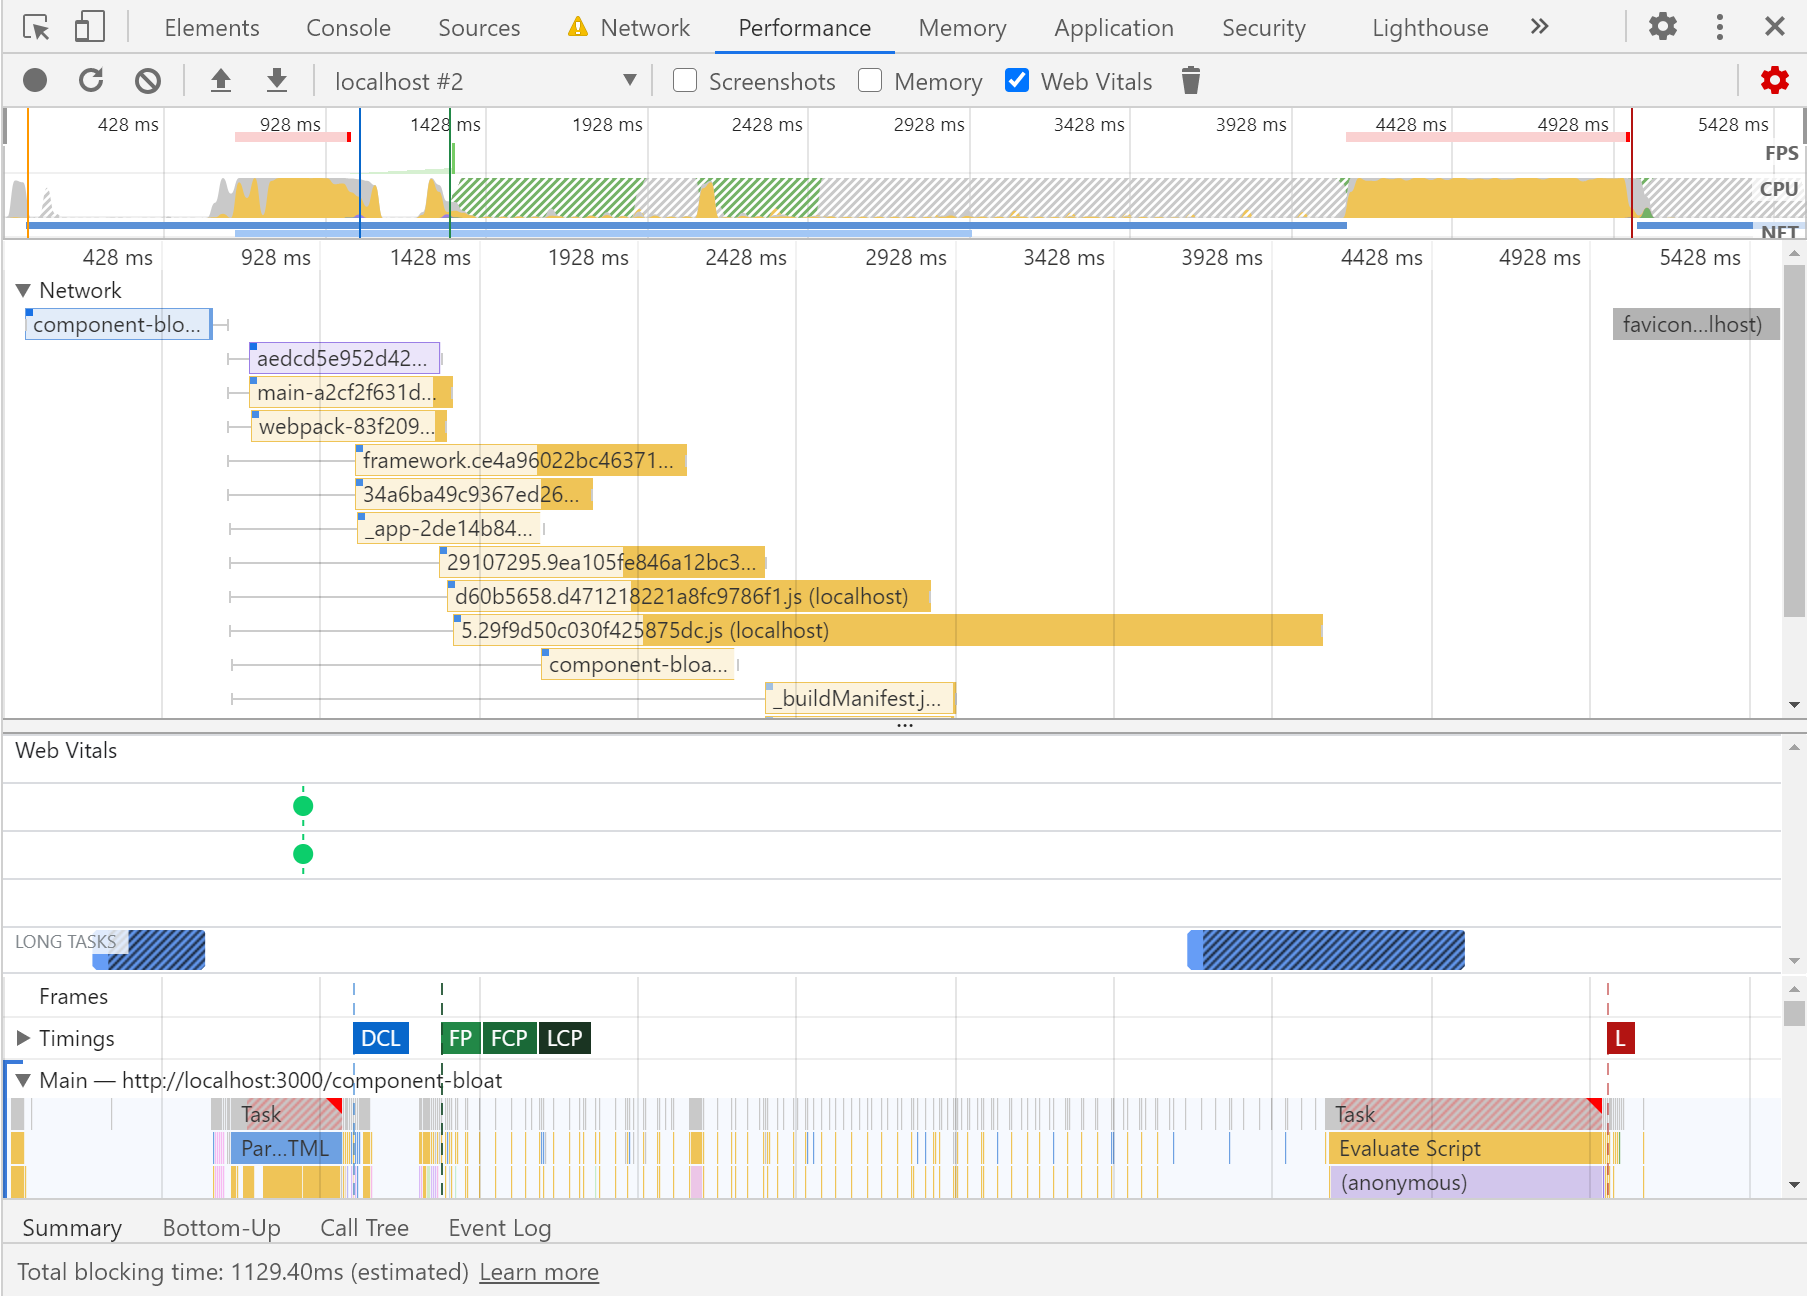 Elements Console Sources Network Performance Memory Application Security Lighthouse
localhost #2 Screenshots Memory Web Vitals
428 ms 928 ms 1428 ms 1928 ms 2428 ms 2928 ms 3428 ms 3928 ms 4428 ms 4928 ms 5428 ms
FPS
CPU
NET
428 ms 928 ms 1428 ms 1928 ms 2428 ms 2928 ms 3428 ms 3928 ms 4428 ms 4928 ms 5428 ms
Network
component-blo... favicon...lhost)
aedcd5e952d42...
main-a2cf2f631d...
webpack-83f209...
framework.ce4a96022bc46371...
34a6ba49c9367ed26...
_app-2de14b84...
29107295.9ea105fe846a12bc3...
d60b5658.d471218221a8fc9786f1.js (localhost)
5.29f9d50c030f425875dc.js (localhost)
component-bloa...
_buildManifest.j...
Web Vitals
LONG TASKS
Frames
Timings DCL FP FCP LCP L
Main — http://localhost:3000/component-bloat
Task Task
Par...TML Evaluate Script
(anonymous)
Summary Bottom-Up Call Tree Event Log
Total blocking time: 1129.40ms (estimated) Learn more